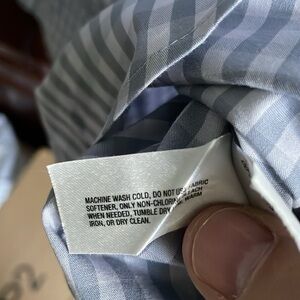 MACHINE WASH COLD, DO NOT USE FABRIC
SOFTENER, ONLY NON-CHLORINE
WHEN NEEDED, TUMBLE DRY WARM
IRON, OR DRY CLEAN.